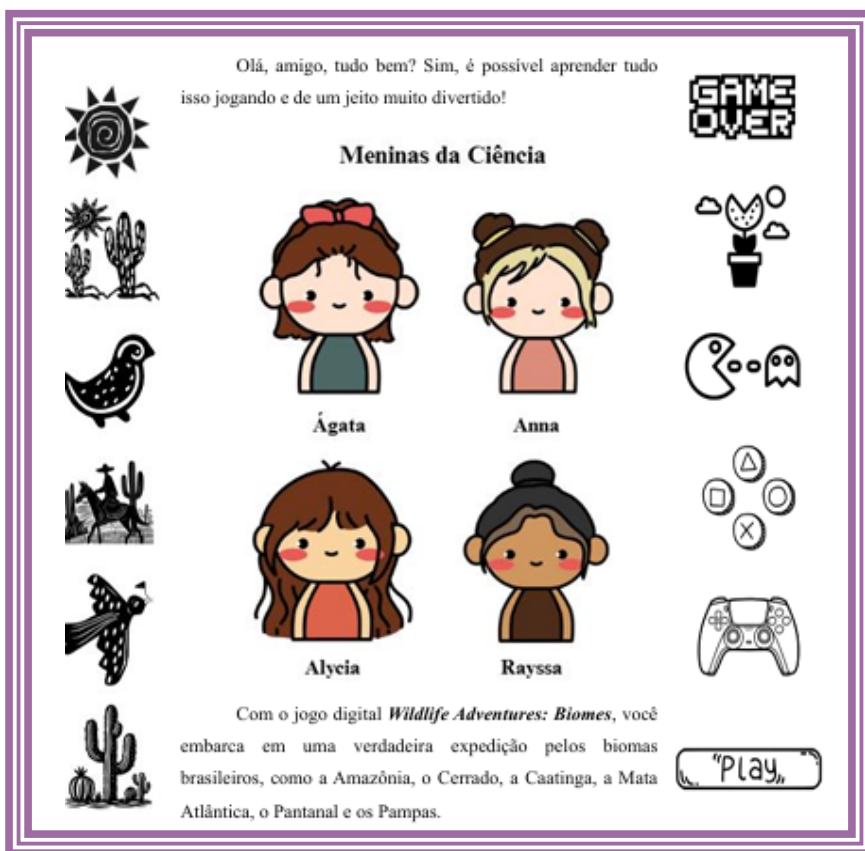 Olá, amigo, tudo bem? Sim, é possível aprender tudo
isso jogando e de um jeito muito divertido!
GAME
OVER
Meninas da Ciência
Ágata
Anna
Alycia
Rayssa
Com o jogo digital Wildlife Adventures: Biomes, você
embarca em uma verdadeira expedição pelos biomas
brasileiros, como a Amazônia, o Cerrado, a Caatinga, a Mata
Atlântica, o Pantanal e os Pampas.
"Play"